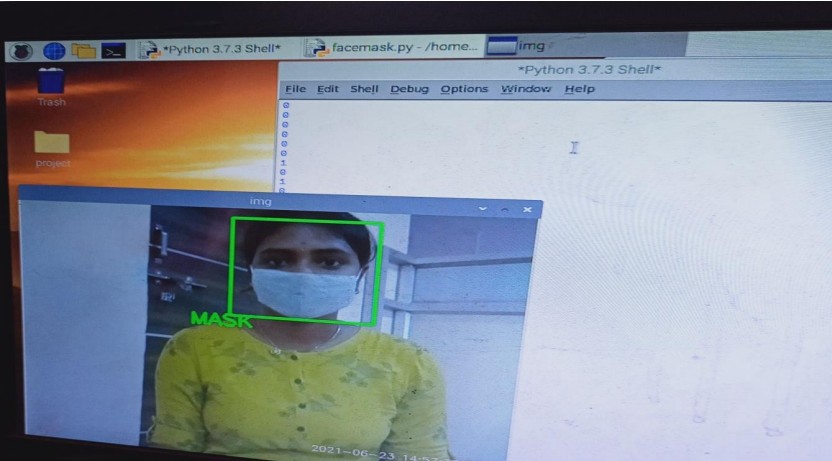 *Python 3.7.3 Shell*
facemask.py - /home...
img
*Python 3.7.3 Shell*
Trash
File Edit Shell Debug Options Window Help
0
0
0
0
0
0
1
0
1
0
project
img
MASK
2021-06-23 14:5